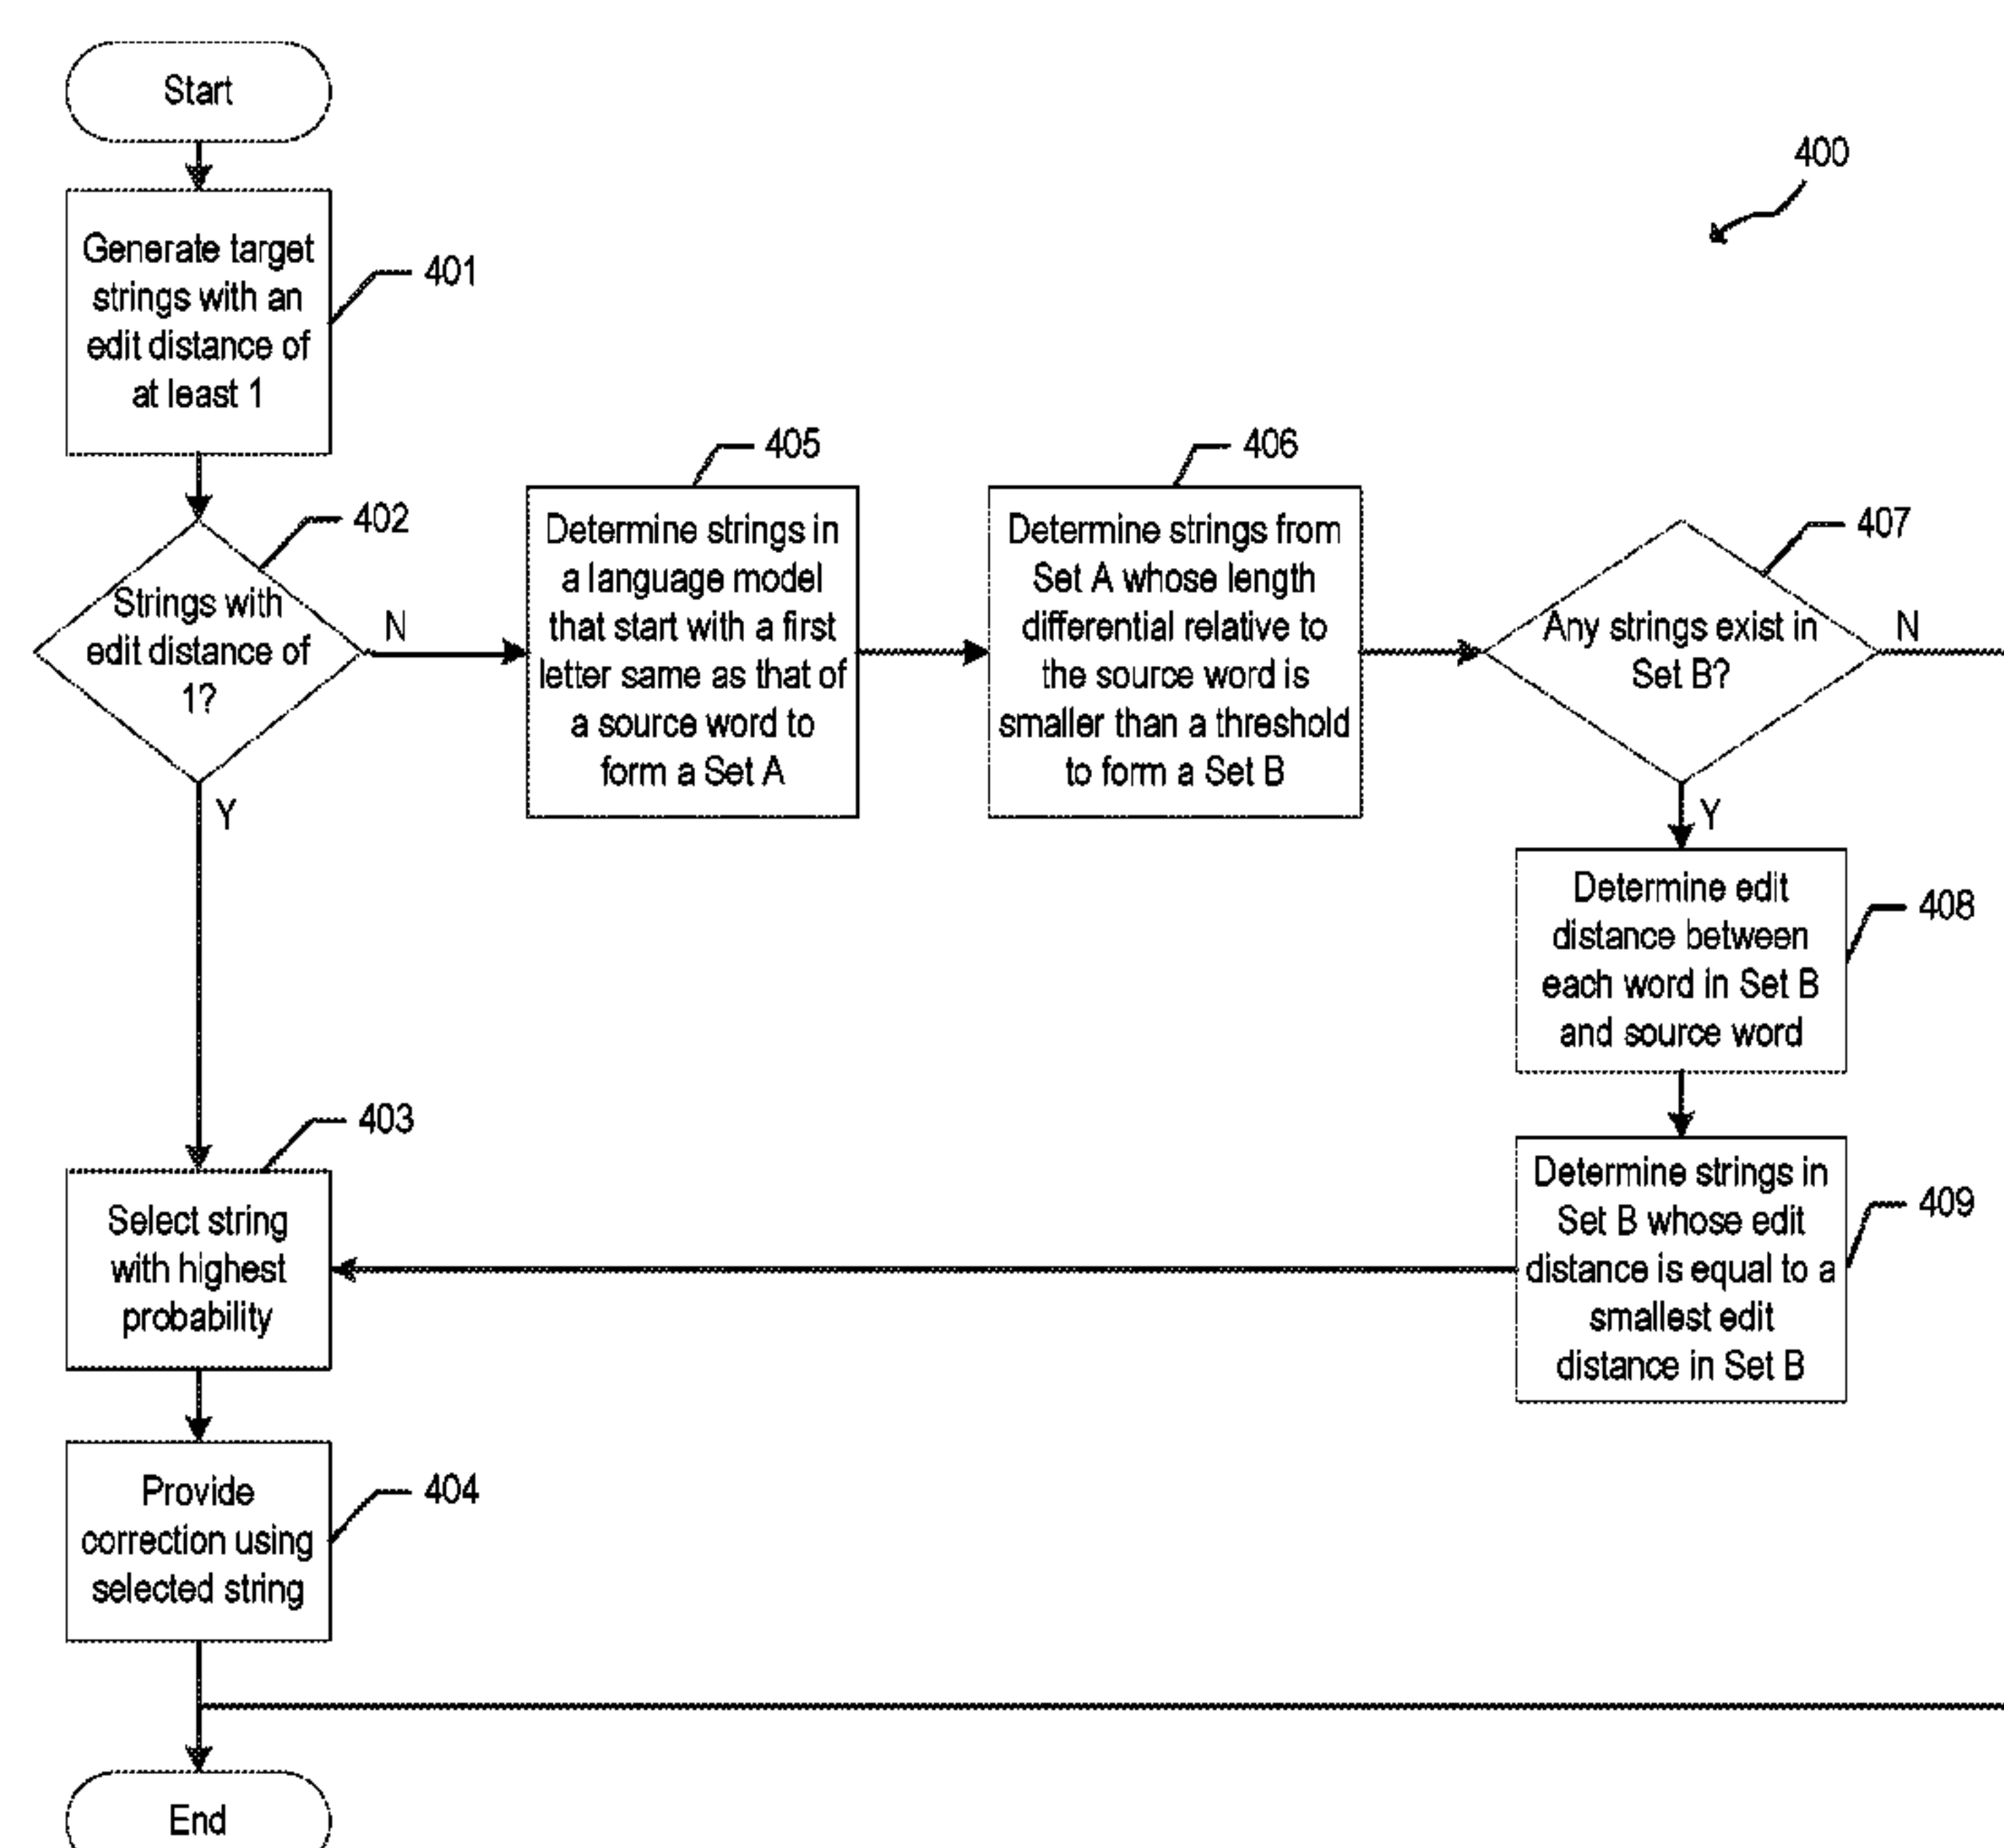 Start
400
Generate target
strings with an
edit distance of
at least 1
401
402
Strings with
edit distance of
1?
N
Y
405
Determine strings in
a language model
that start with a first
letter same as that of
a source word to
form a Set A
406
Determine strings from
Set A whose length
differential relative to
the source word is
smaller than a threshold
to form a Set B
407
Any strings exist in
Set B?
N
Y
Determine edit
distance between
each word in Set B
and source word
408
Determine strings in
Set B whose edit
distance is equal to a
smallest edit
distance in Set B
409
403
Select string
with highest
probability
Provide
correction using
selected string
404
End